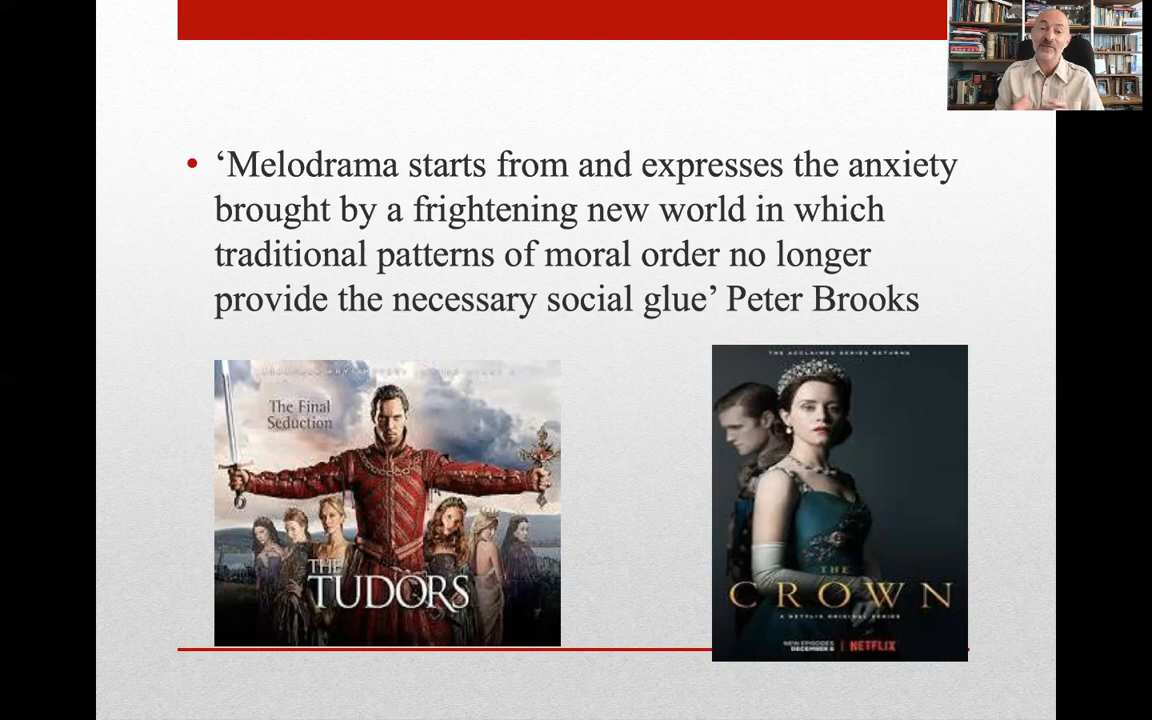 ‘Melodrama starts from and expresses the anxiety
brought by a frightening new world in which
traditional patterns of moral order no longer
provide the necessary social glue’ Peter Brooks
The Final
Seduction
THE
TUDORS
THE ACCLAIMED SERIES RETURNS
THE
CROWN
A NETFLIX ORIGINAL SERIES
NEW EPISODES
DECEMBER 8
NETFLIX